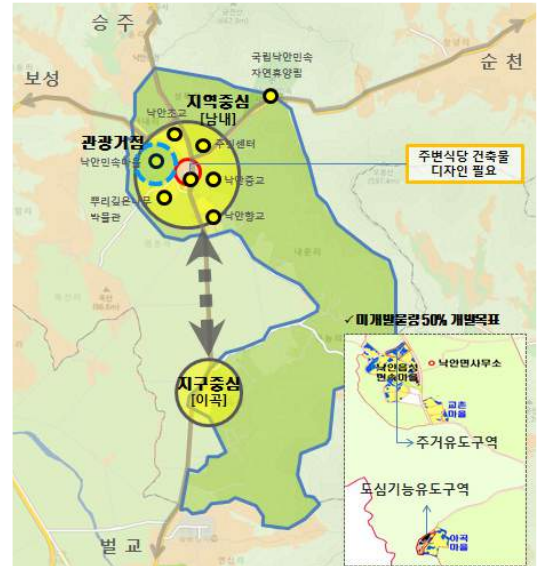 승주
국립낙안민속
자연휴양림
순천
보성
지역중심
[남내]
낙안초교
주민센터
관광거점
낙안민속마을
주변식당 건축물
디자인 필요
낙안중교
뿌리깊은나무
박물관
낙안향교
✓ 미개발물량 50% 개발목표
낙안읍성
민속마을
낙안면사무소
교촌
마을
지구중심
[이곡]
주거유도구역
도심기능유도구역
이곡
마을
벌교